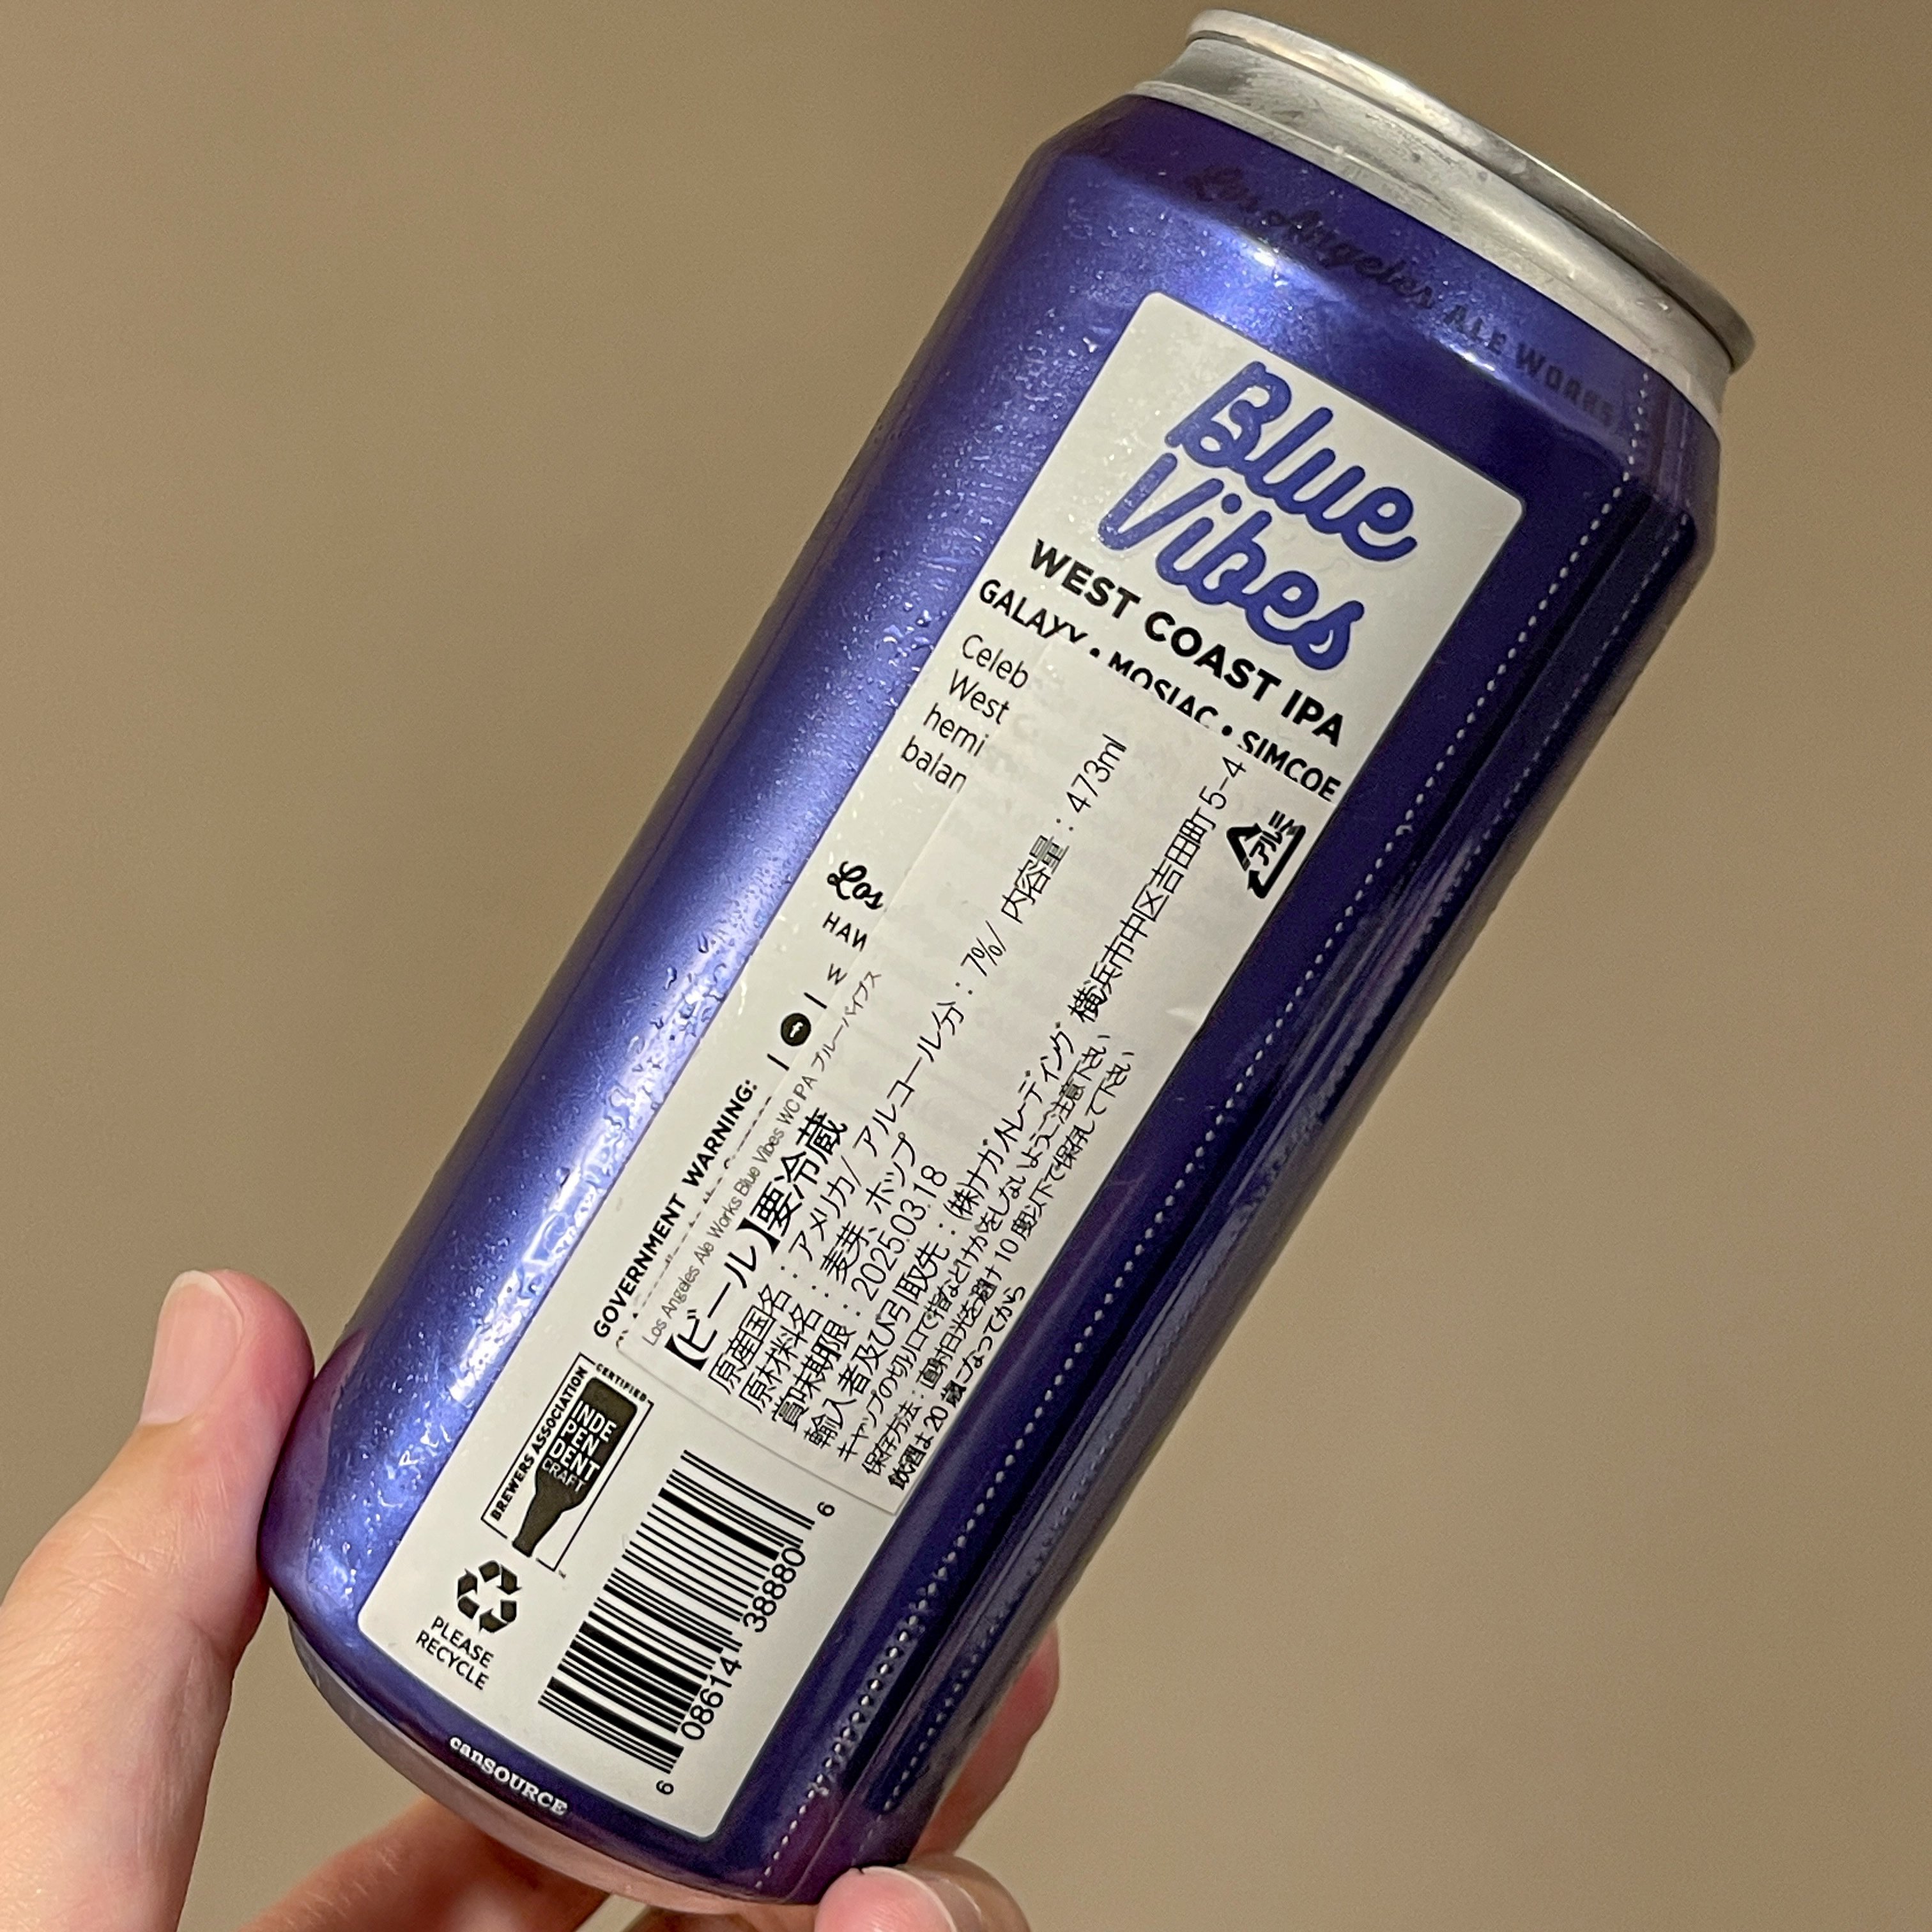 Los Angeles ALE WORKS
Blue
Vibes
WEST COAST IPA
GALAXY • MOSIAC • SIMCOE
Celeb
West
hemi
balan
Los
HAW
W
GOVERNMENT WARNING:
Los Angeles Ale Works Blue Vibes WC IPA ブルーバイブス
【ビール】要冷蔵
原産国名：アメリカ/ アルコール分：7%/ 内容量：473ml
原材料名：麦芽、ホップ
賞味期限：2025.03.18
輸入者及び引取先：(株)ナガノトレーディング 横浜市中区吉田町5-4
キャップの切り口で指などけがをしないようご注意下さい、
保存方法：直射日光を避け10度以下で保存して下さい、
飲酒は20歳になってから
アルミ
BREWERS ASSOCIATION
CERTIFIED
INDE
PEN
DENT
CRAFT
PLEASE
RECYCLE
6 08614 38880 6
canSOURCE